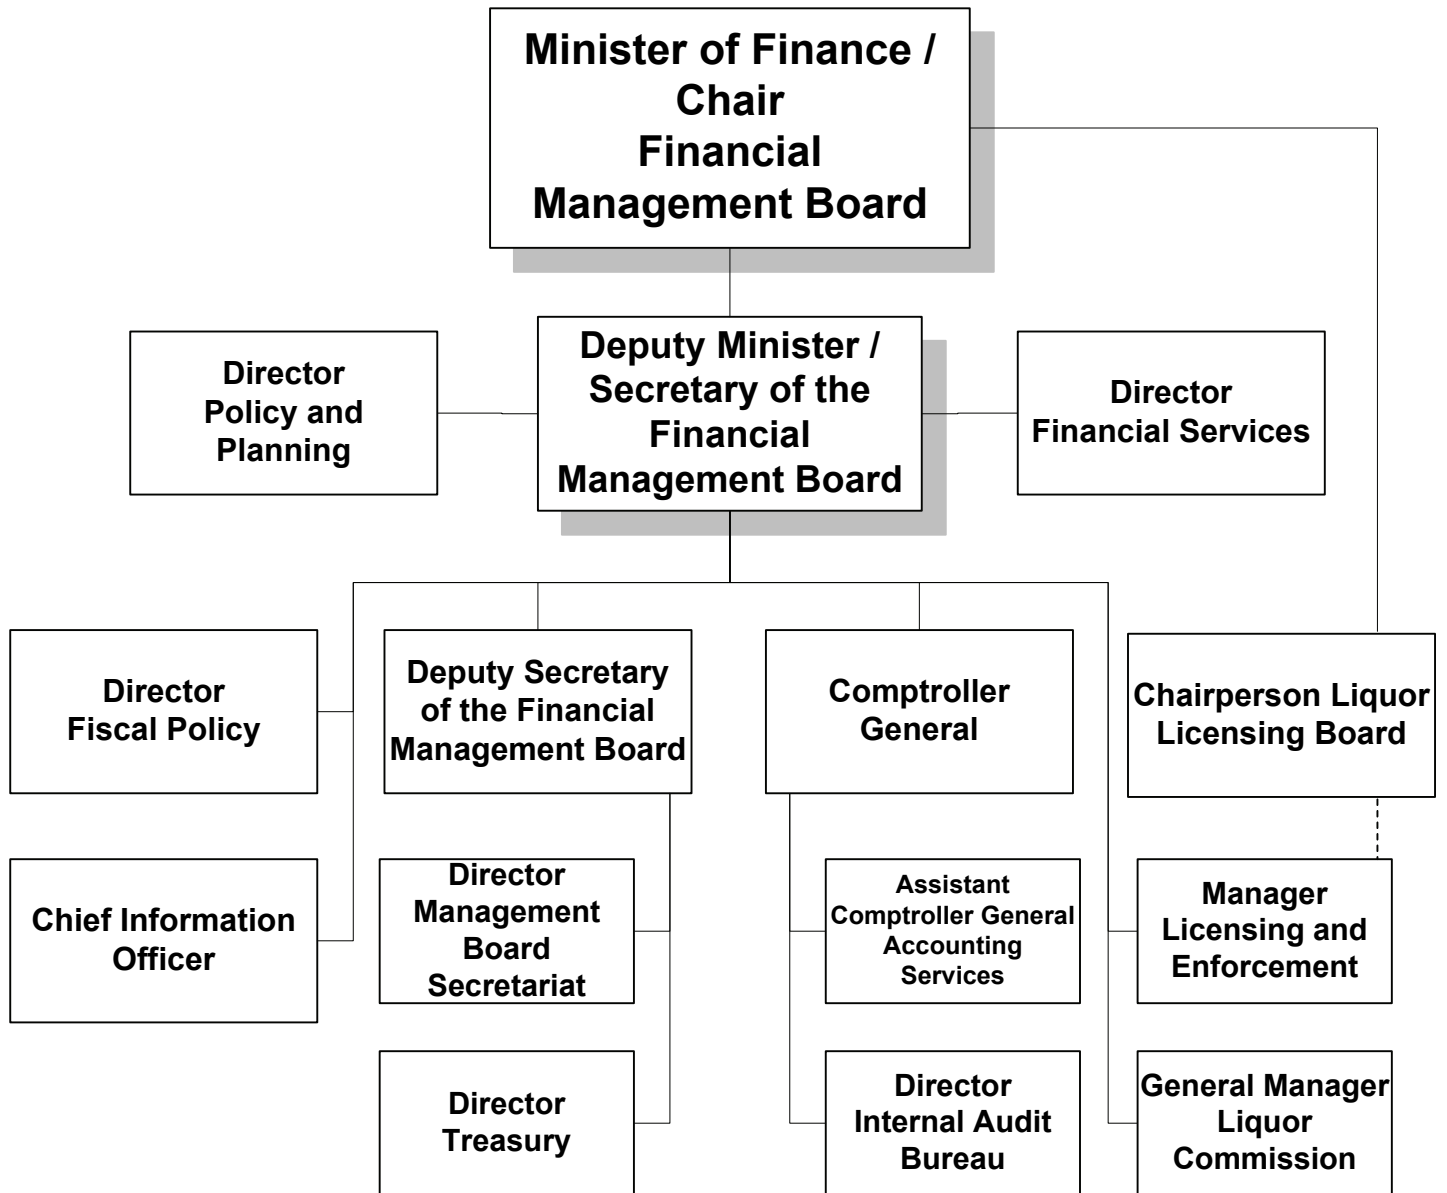 Minister of Finance /
Chair
Financial
Management Board
Director
Policy and
Planning
Deputy Minister /
Secretary of the
Financial
Management Board
Director
Financial Services
Director
Fiscal Policy
Deputy Secretary
of the Financial
Management Board
Comptroller
General
Chairperson Liquor
Licensing Board
Chief Information
Officer
Director
Management
Board
Secretariat
Assistant
Comptroller General
Accounting
Services
Manager
Licensing and
Enforcement
Director
Treasury
Director
Internal Audit
Bureau
General Manager
Liquor
Commission